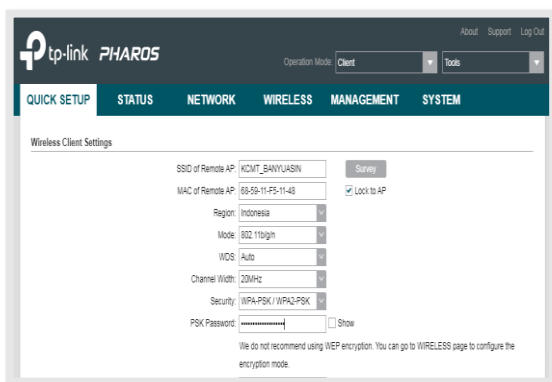 About Support Log Out
tp-link PHAROS
Operation Mode: Client Tools
QUICK SETUP STATUS NETWORK WIRELESS MANAGEMENT SYSTEM
Wireless Client Settings
SSID of Remote AP: KCMT_BANYUASIN Survey
MAC of Remote AP: 68-59-11-F5-11-48 Lock to AP
Region: Indonesia
Mode: 802.11b/g/n
WDS: Auto
Channel Width: 20MHz
Security: WPA-PSK / WPA2-PSK
PSK Password: Show
We do not recommend using WEP encryption. You can go to WIRELESS page to configure the
encryption mode.